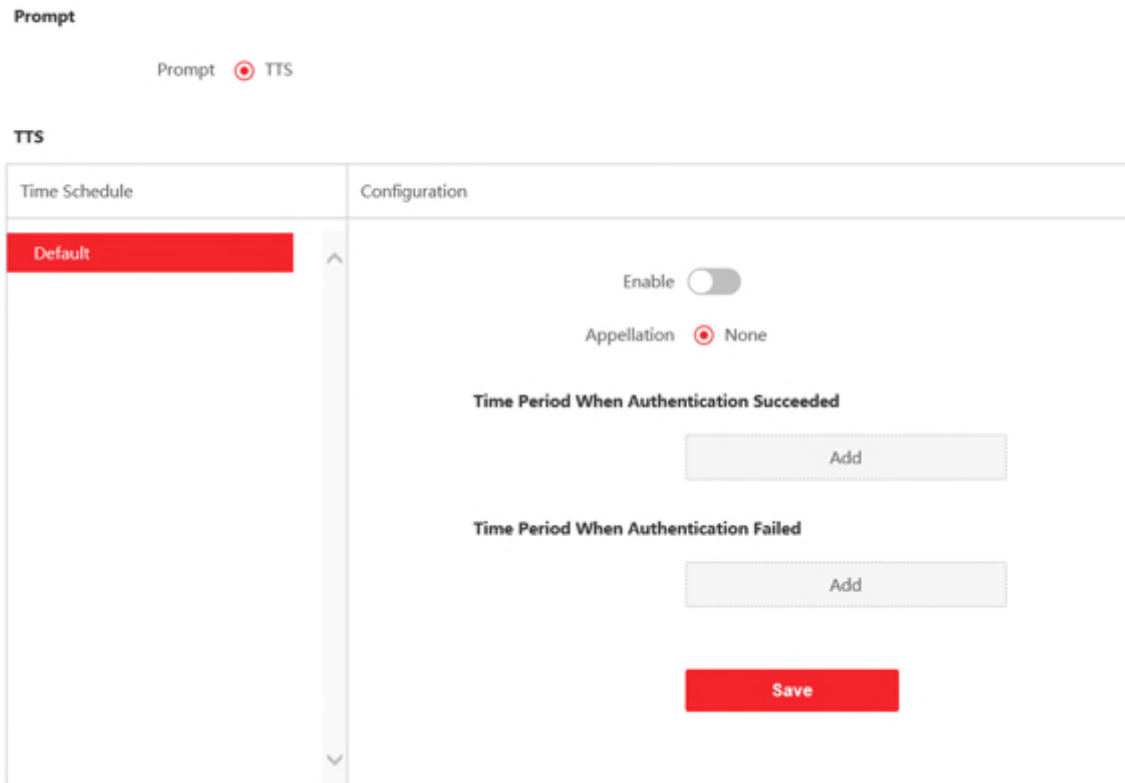 Prompt
Prompt TTS
TTS
Time Schedule Configuration
Default
Enable
Appellation None
Time Period When Authentication Succeeded
Add
Time Period When Authentication Failed
Add
Save